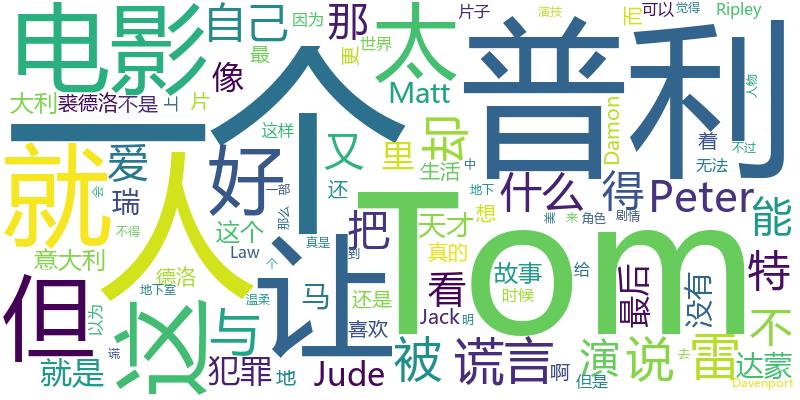 电影
自己
因为
那
片子
演技
可以
觉得
Ripley
一个
太
最
更
世界
普利
像
大利
裴德洛
不是
上
片
Matt
却
Damon
人物
就
人
爱
好
这样
又
里
生活
中
着
无法
不过
会
瑞
一部
还
地下
什么
得
Peter
能
这个
那么
把
天才
想
美
来
角色
剧情
但
让
Tom
意大利
不得
Law
真是
到
真的
特
德洛
个
故事
给
最后
没有
这
与
地下室
温柔
马
还是
看
时候
以为
Jack
明
不
喜欢
就是
谎
犯罪
地
Jude
被
谎言
啊
演
说
去
雷
达蒙
但是
Davenport